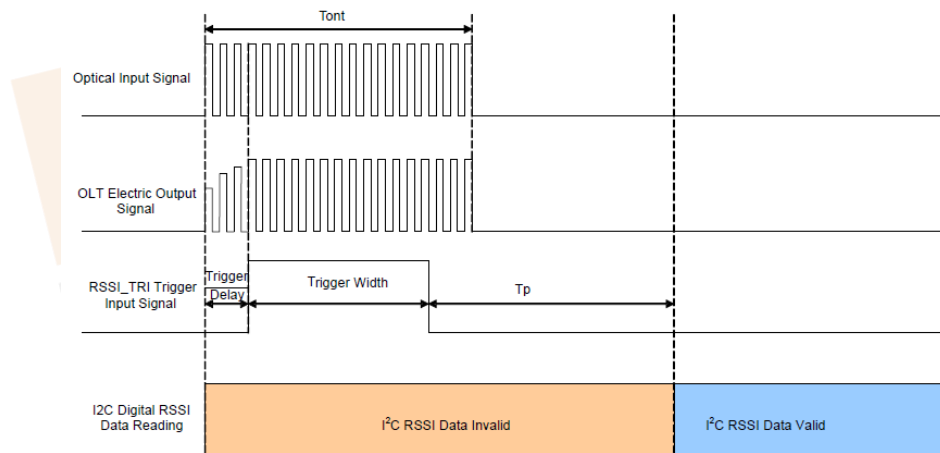 Tont
Optical Input Signal
OLT Electric Output
Signal
RSSI_TRI Trigger
Input Signal
Trigger
Delay
Trigger Width
Tp
I2C Digital RSSI
Data Reading
I²C RSSI Data Invalid
I²C RSSI Data Valid